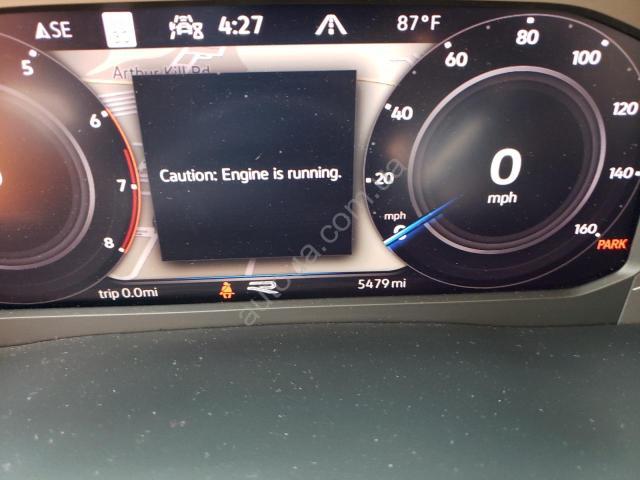 SE 4:27 87°F
Arthur Kill Rd
5
6
7
8
Caution: Engine is running.
0
20
40
60
80
100
120
140
160
mph
0
mph
PARK
trip 0.0mi
R
5479 mi